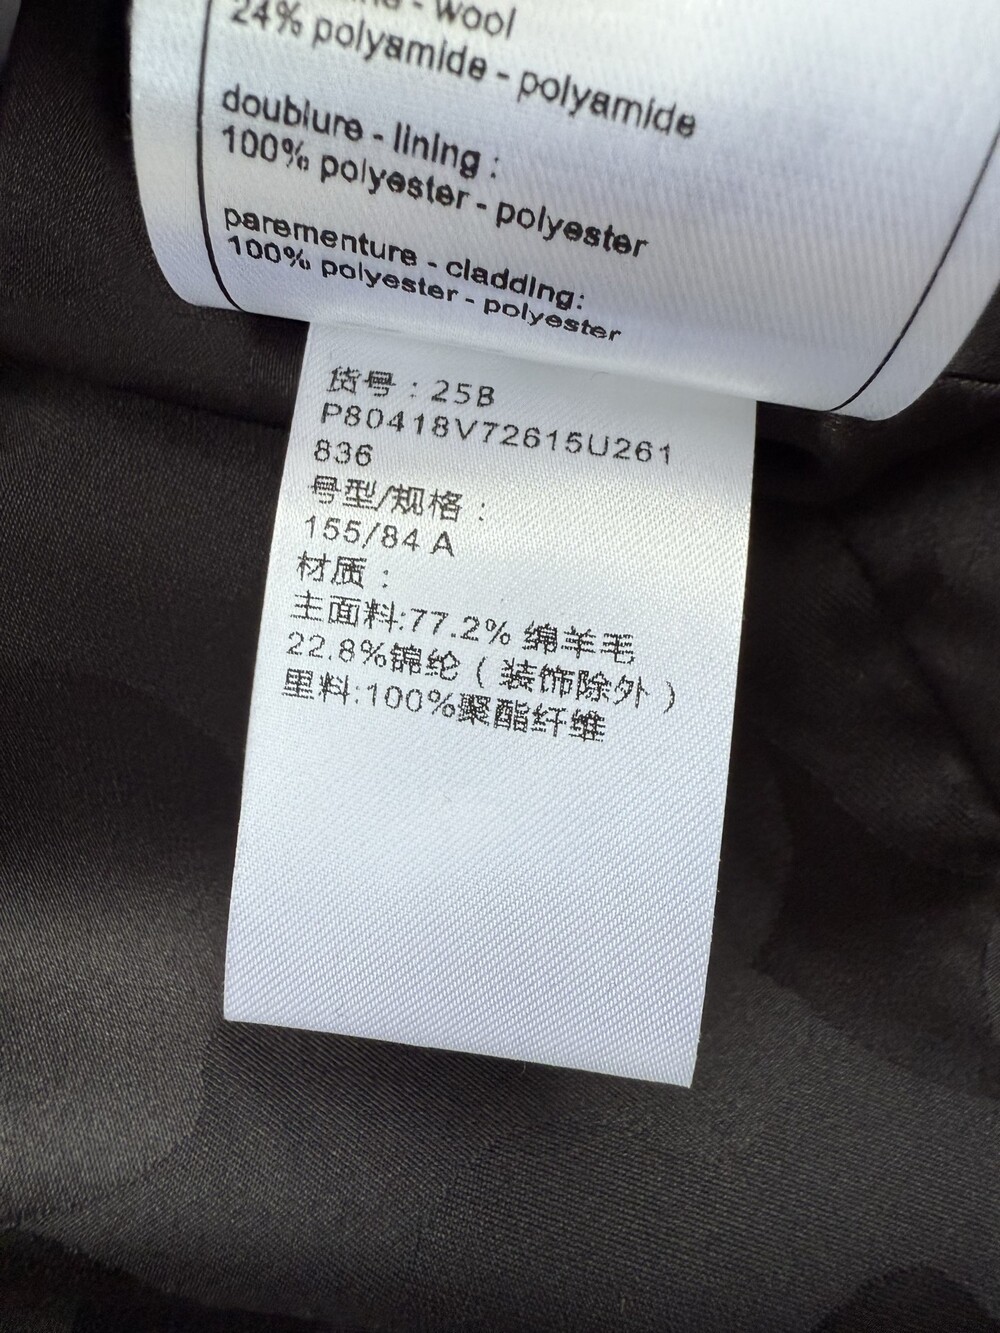 - wool
24% polyamide - polyamide
doublure - lining :
100% polyester - polyester
parementure - cladding:
100% polyester - polyester
货号：25B
P80418V72615U261
836
号型/规格：
155/84 A
材质：
主面料:77.2% 绵羊毛
22.8%锦纶（装饰除外）
里料:100%聚酯纤维